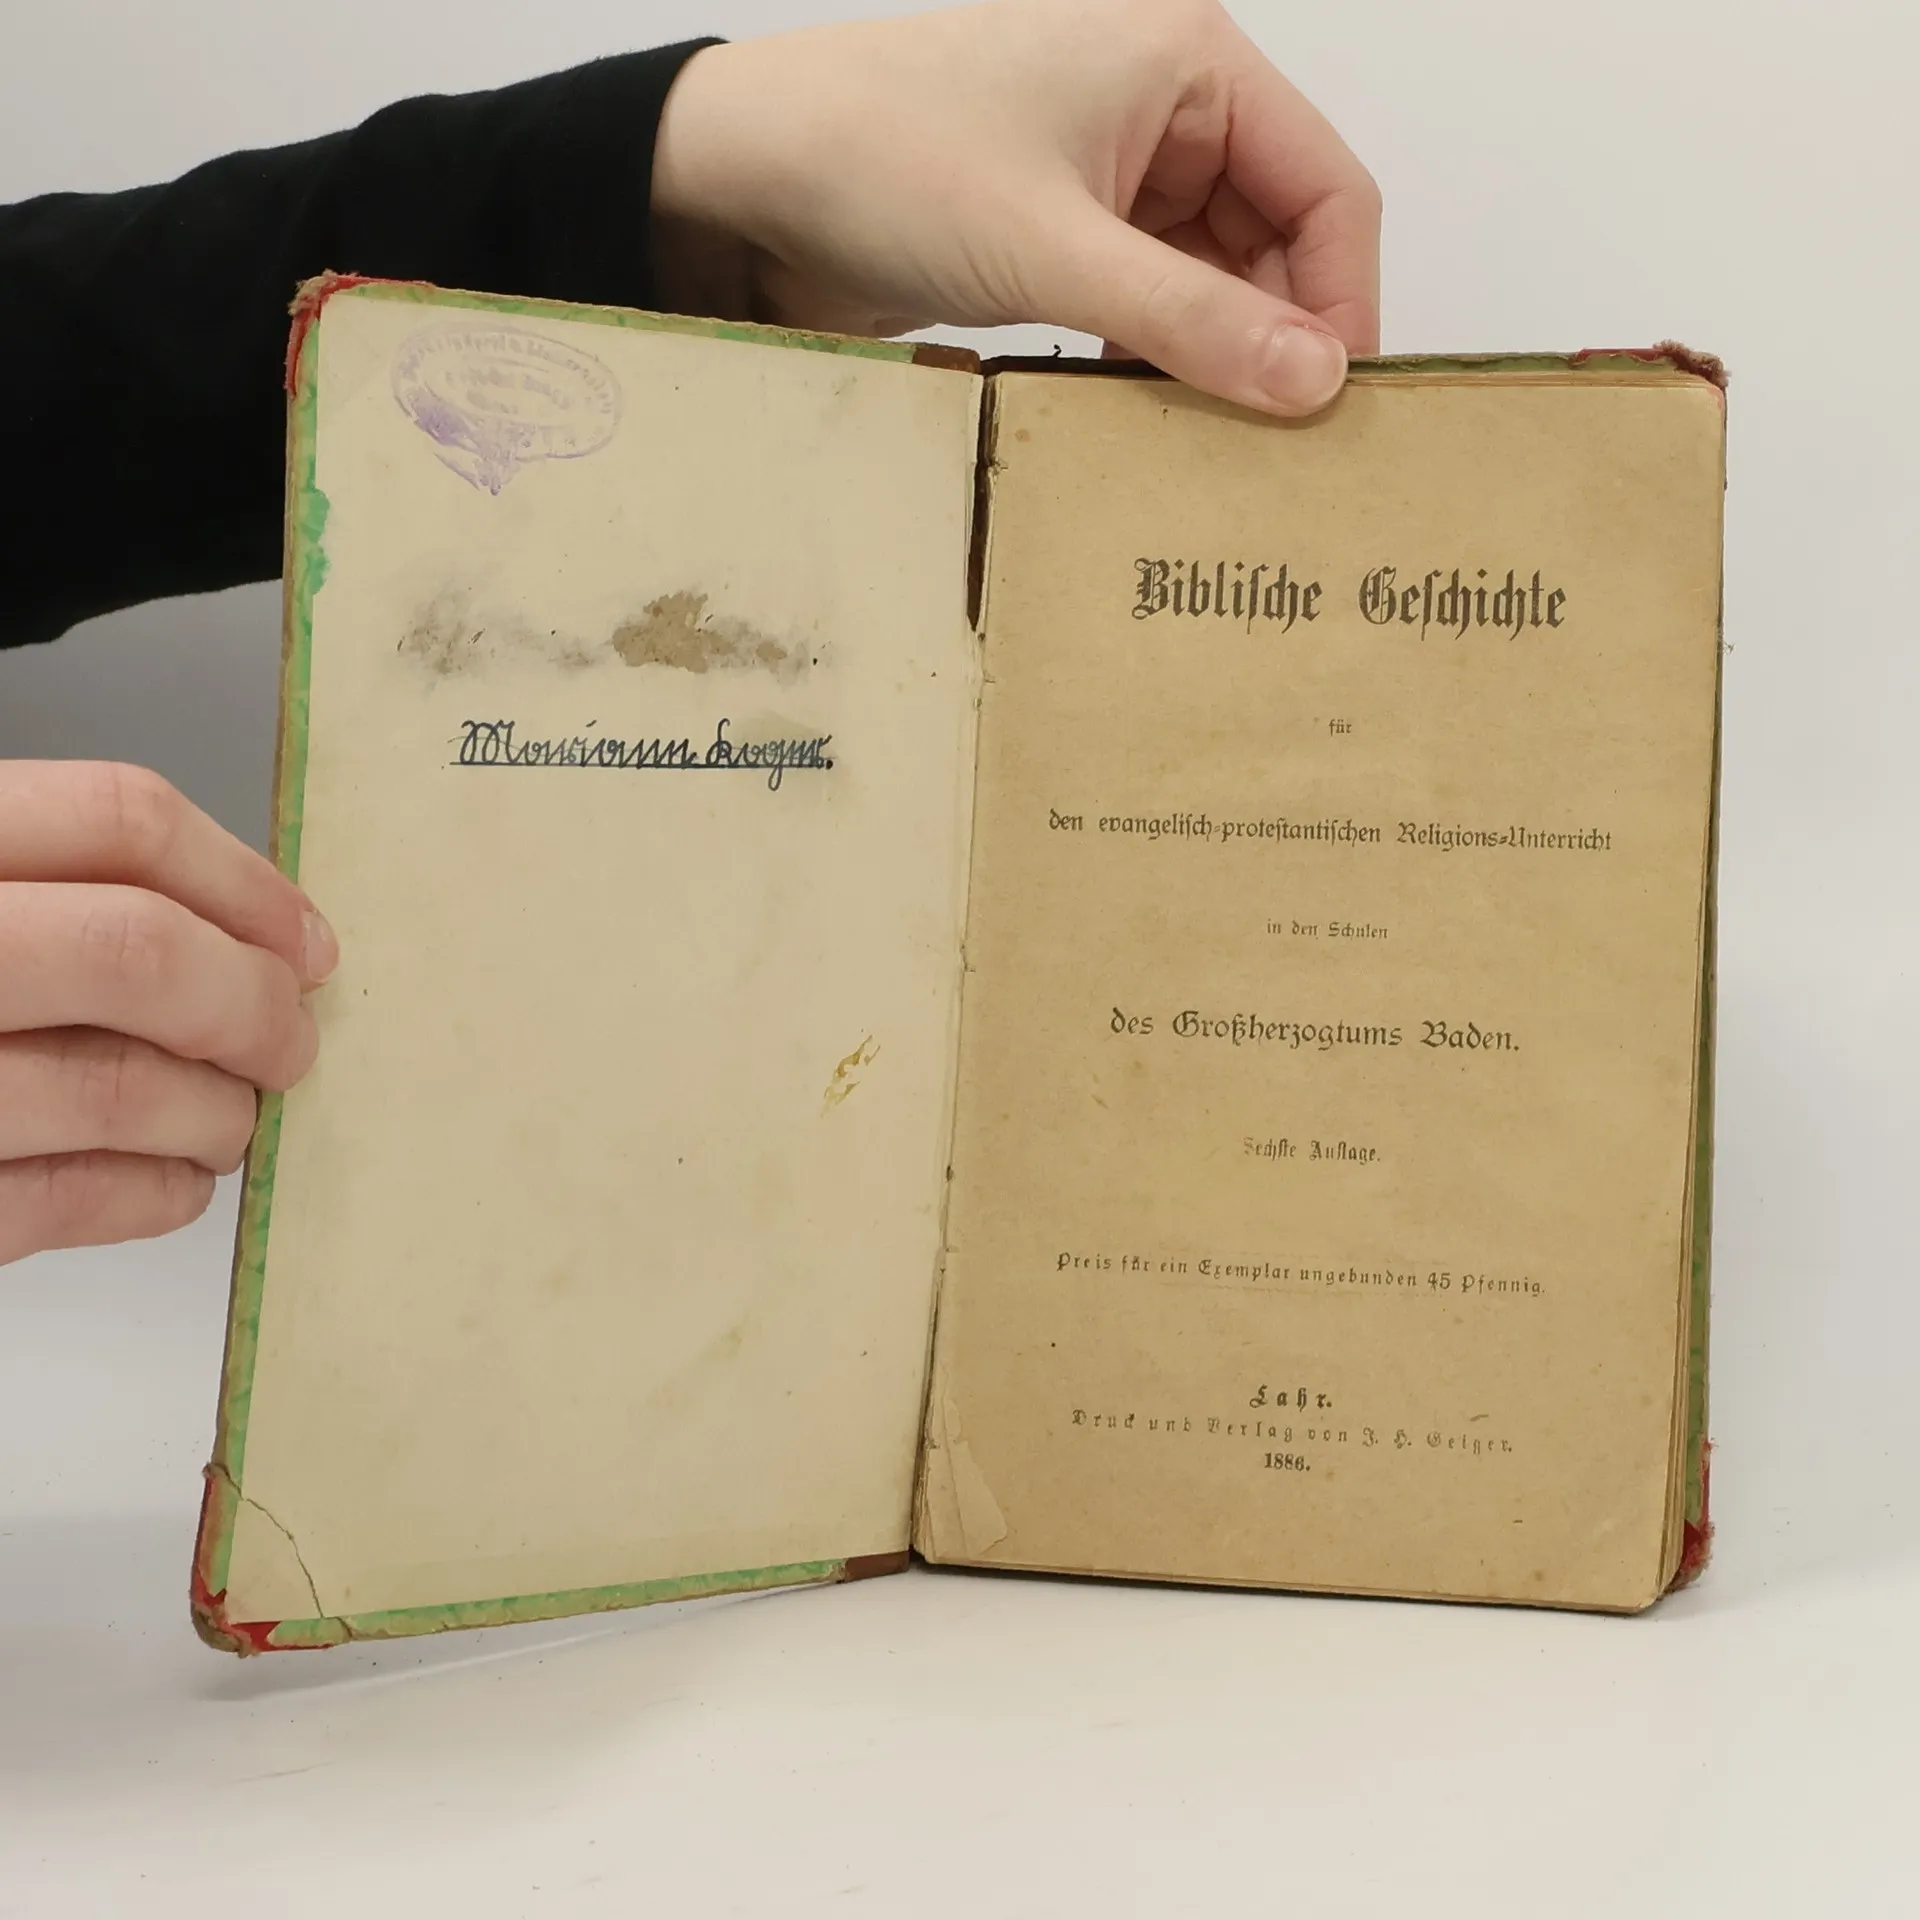 Mariann
Biblische Geschichte
für
den evangelisch-protestantischen Religions-Unterricht
in den Schulen
des Großherzogtums Baden.
Sechste Auflage.
Preis für ein Exemplar ungebunden 45 Pfennig.
Lahr.
Druck und Verlag von J. H. Geiger.
1886.